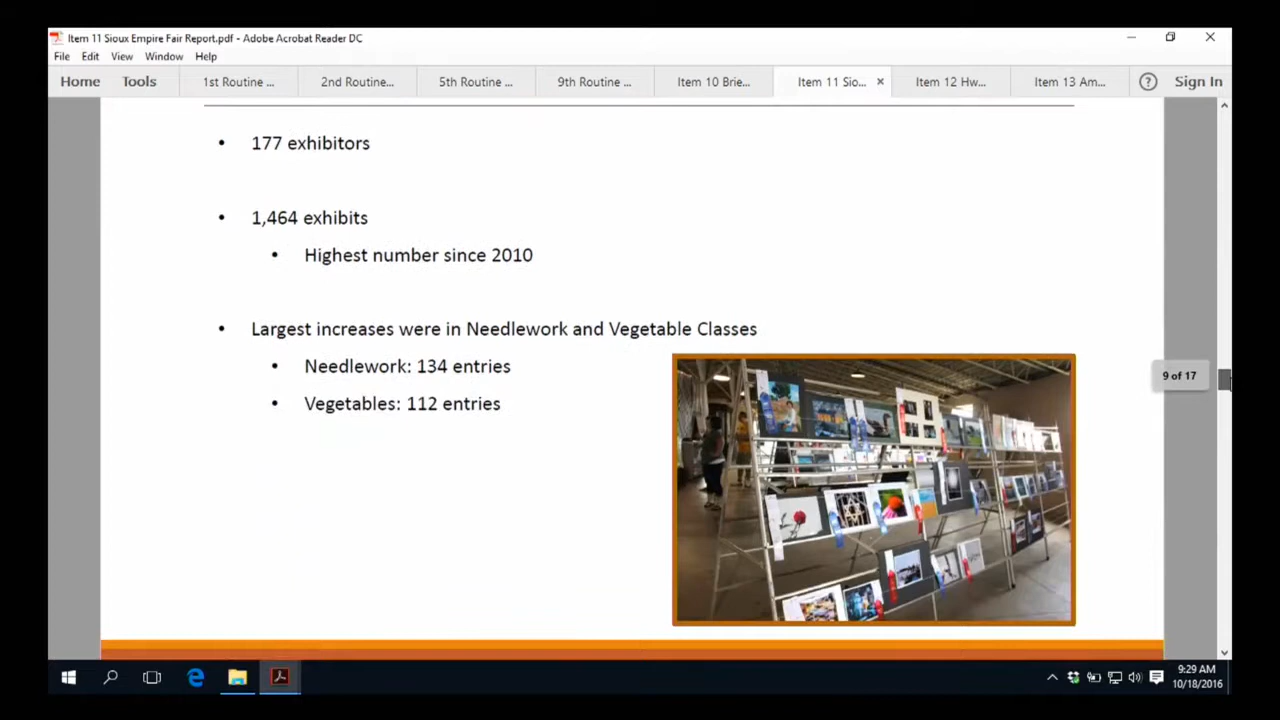 Item 11 Sioux Empire Fair Report.pdf - Adobe Acrobat Reader DC
File Edit View Window Help
Home Tools 1st Routine ... 2nd Routine... 5th Routine ... 9th Routine ... Item 10 Brie... Item 11 Sio... Item 12 Hw... Item 13 Am... Sign In
• 177 exhibitors
• 1,464 exhibits
• Highest number since 2010
• Largest increases were in Needlework and Vegetable Classes
• Needlework: 134 entries
• Vegetables: 112 entries
9 of 17
9:29 AM
10/18/2016